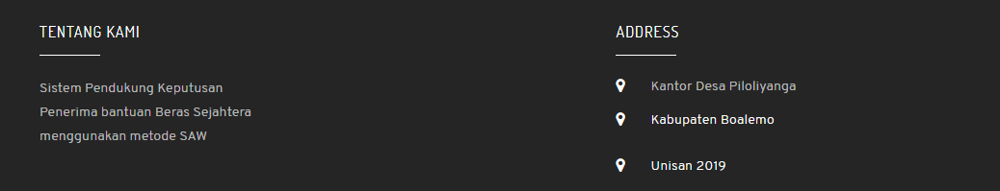 TENTANG KAMI
Sistem Pendukung Keputusan
Penerima bantuan Beras Sejahtera
menggunakan metode SAW
ADDRESS
Kantor Desa Piloliyanga
Kabupaten Boalemo
Unisan 2019